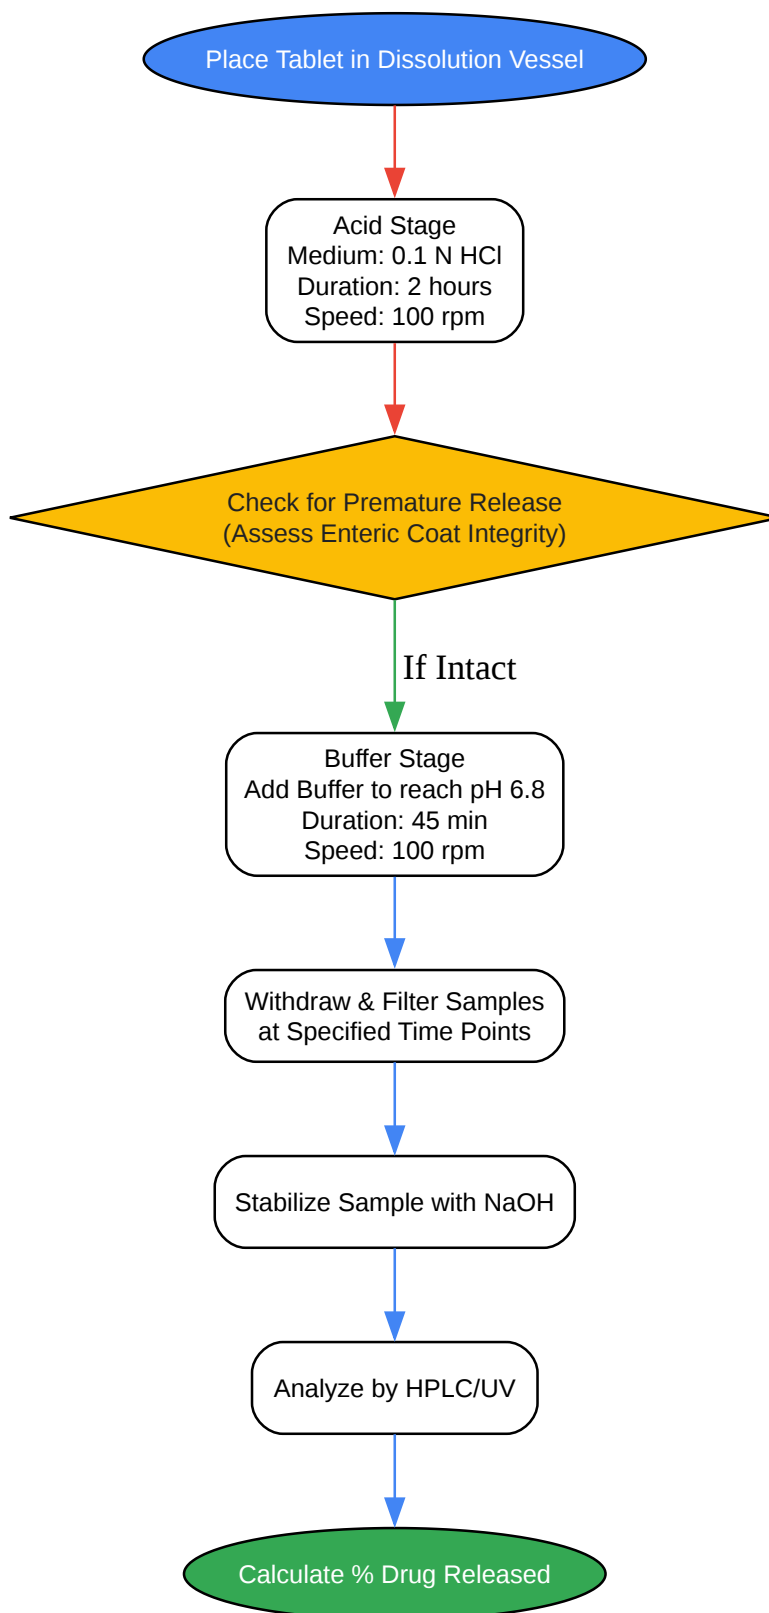 Place Tablet in Dissolution Vessel
Acid Stage
Medium: 0.1 N HCl
Duration: 2 hours
Speed: 100 rpm
Check for Premature Release
(Assess Enteric Coat Integrity)
If Intact
Buffer Stage
Add Buffer to reach pH 6.8
Duration: 45 min
Speed: 100 rpm
Withdraw & Filter Samples
at Specified Time Points
Stabilize Sample with NaOH
Analyze by HPLC/UV
Calculate % Drug Released